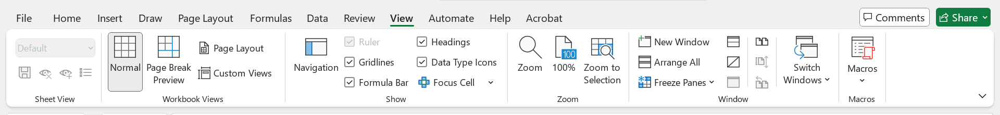 File Home Insert Draw Page Layout Formulas Data Review View Automate Help Acrobat Comments Share
Default
Sheet View
Normal
Page Break
Preview
Page Layout
Custom Views
Workbook Views
Navigation
Ruler
Gridlines
Formula Bar
Headings
Data Type Icons
Focus Cell
Show
Zoom
100
100%
Zoom to
Selection
Zoom
New Window
Arrange All
Freeze Panes
Switch
Windows
Window
Macros
Macros